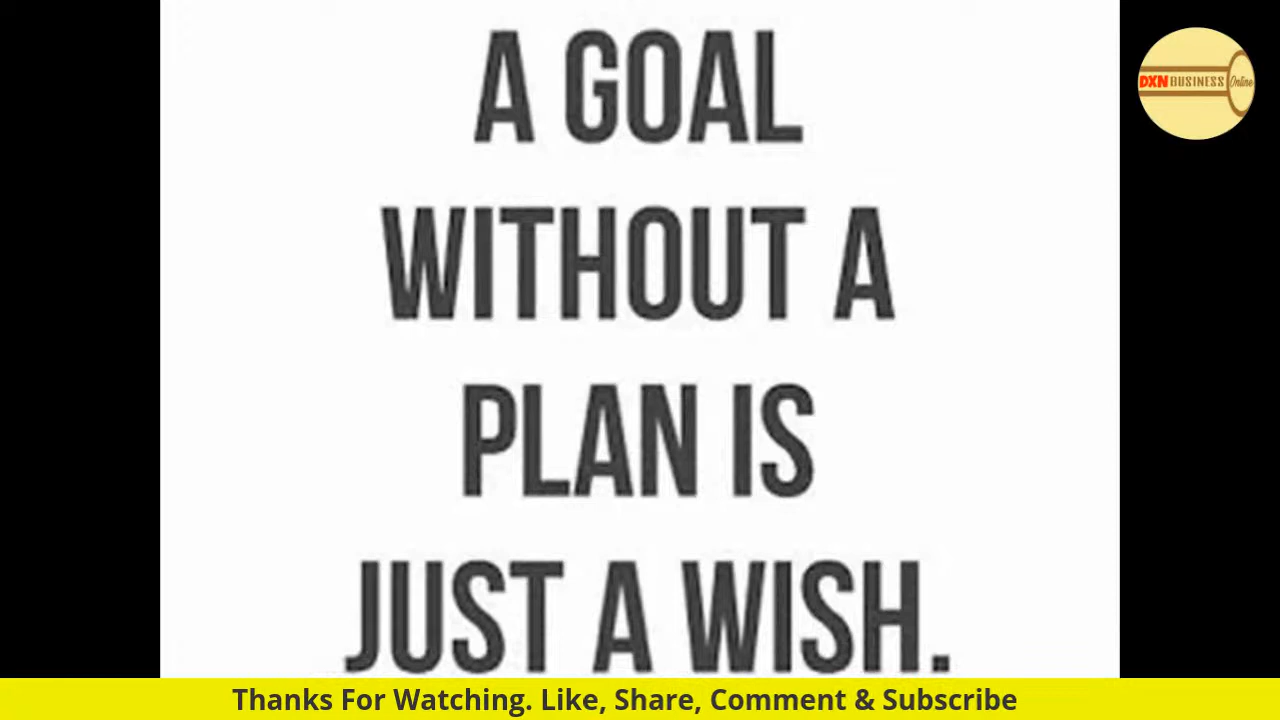 A GOAL
WITHOUT A
PLAN IS
JUST A WISH.
DXN BUSINESS Online
Thanks For Watching. Like, Share, Comment & Subscribe